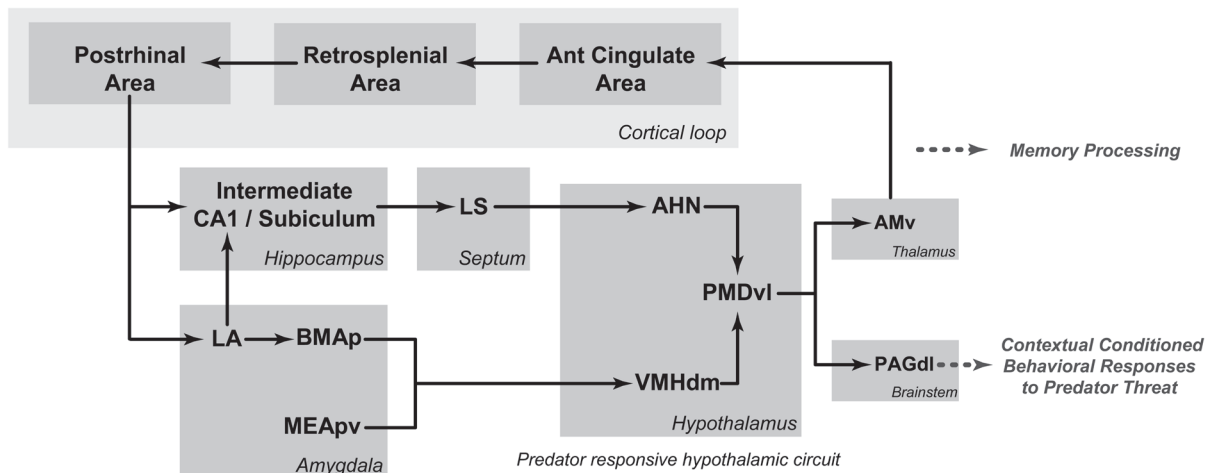 Postrhinal
Area
Retrosplenial
Area
Ant Cingulate
Area
Cortical loop
Memory Processing
Intermediate
CA1 / Subiculum
Hippocampus
LS
Septum
AHN
PMDvl
VMHdm
Hypothalamus
AMv
Thalamus
LA
BMAp
MEApv
Amygdala
PAGdl
Brainstem
Contextual Conditioned
Behavioral Responses
to Predator Threat
Predator responsive hypothalamic circuit